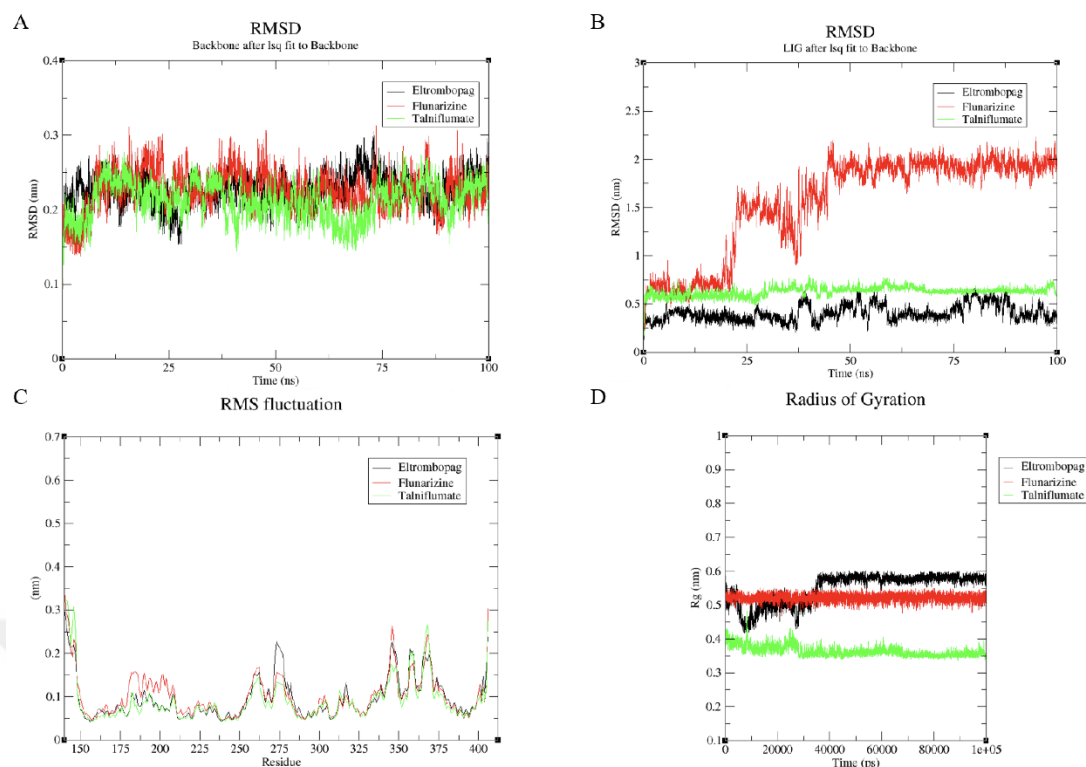 A
RMSD
Backbone after lsq fit to Backbone
RMSD (nm)
0.4
0.3
0.2
0.1
0
Eltrombopag
Flunarizine
Talniflumate
0
25
50
75
100
Time (ns)
B
RMSD
LIG after lsq fit to Backbone
RMSD (nm)
3
2.5
2
1.5
1
0.5
0
Eltrombopag
Flunarizine
Talniflumate
0
25
50
75
100
Time (ns)
C
RMS fluctuation
(nm)
0.7
0.6
0.5
0.4
0.3
0.2
0.1
0
Eltrombopag
Flunarizine
Talniflumate
150
175
200
225
250
275
300
325
350
375
400
Residue
D
Radius of Gyration
Rg (nm)
1
0.9
0.8
0.7
0.6
0.5
0.4
0.3
0.2
0.1
Eltrombopag
Flunarizine
Talniflumate
0
20000
40000
60000
80000
1e+05
Time (ps)